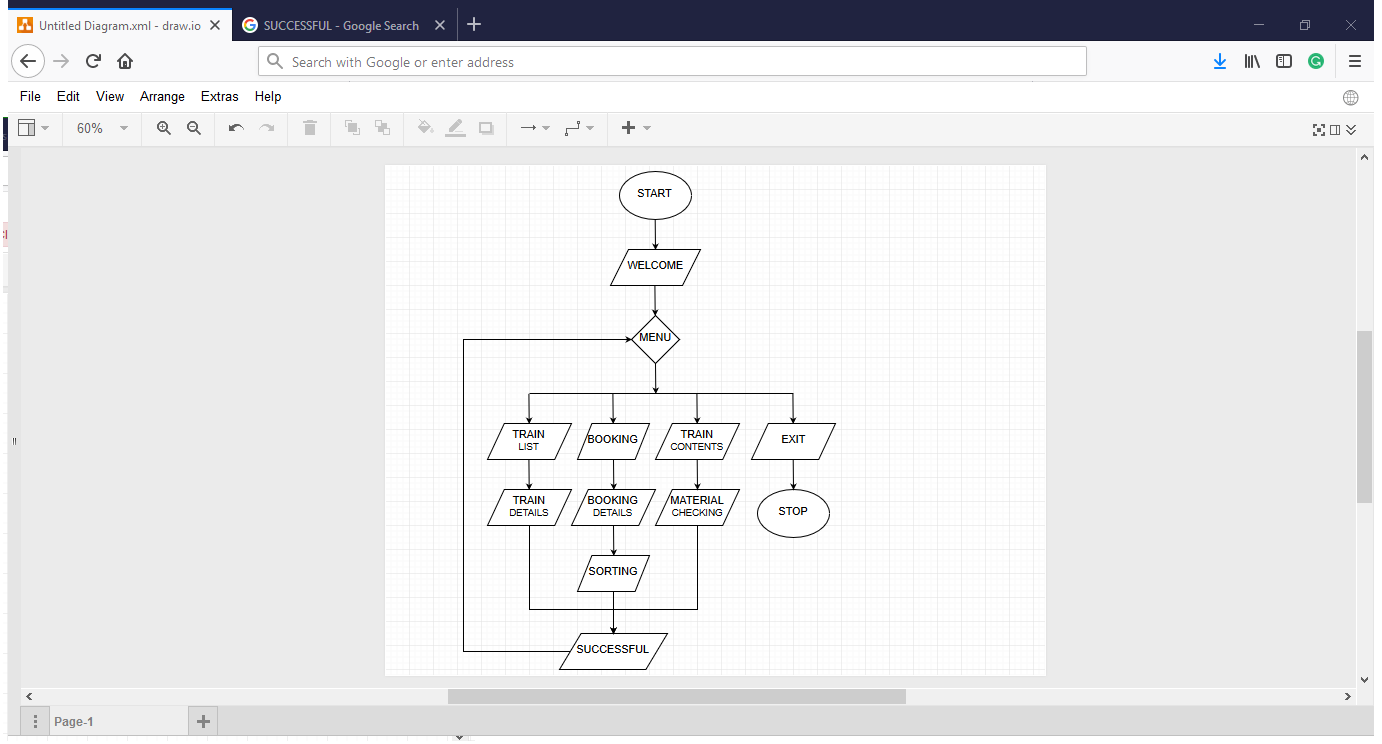 Untitled Diagram.xml - draw.io
SUCCESSFUL - Google Search
Search with Google or enter address
File Edit View Arrange Extras Help
60%
START
WELCOME
MENU
TRAIN
LIST
BOOKING
TRAIN
CONTENTS
EXIT
TRAIN
DETAILS
BOOKING
DETAILS
MATERIAL
CHECKING
STOP
SORTING
SUCCESSFUL
Page-1